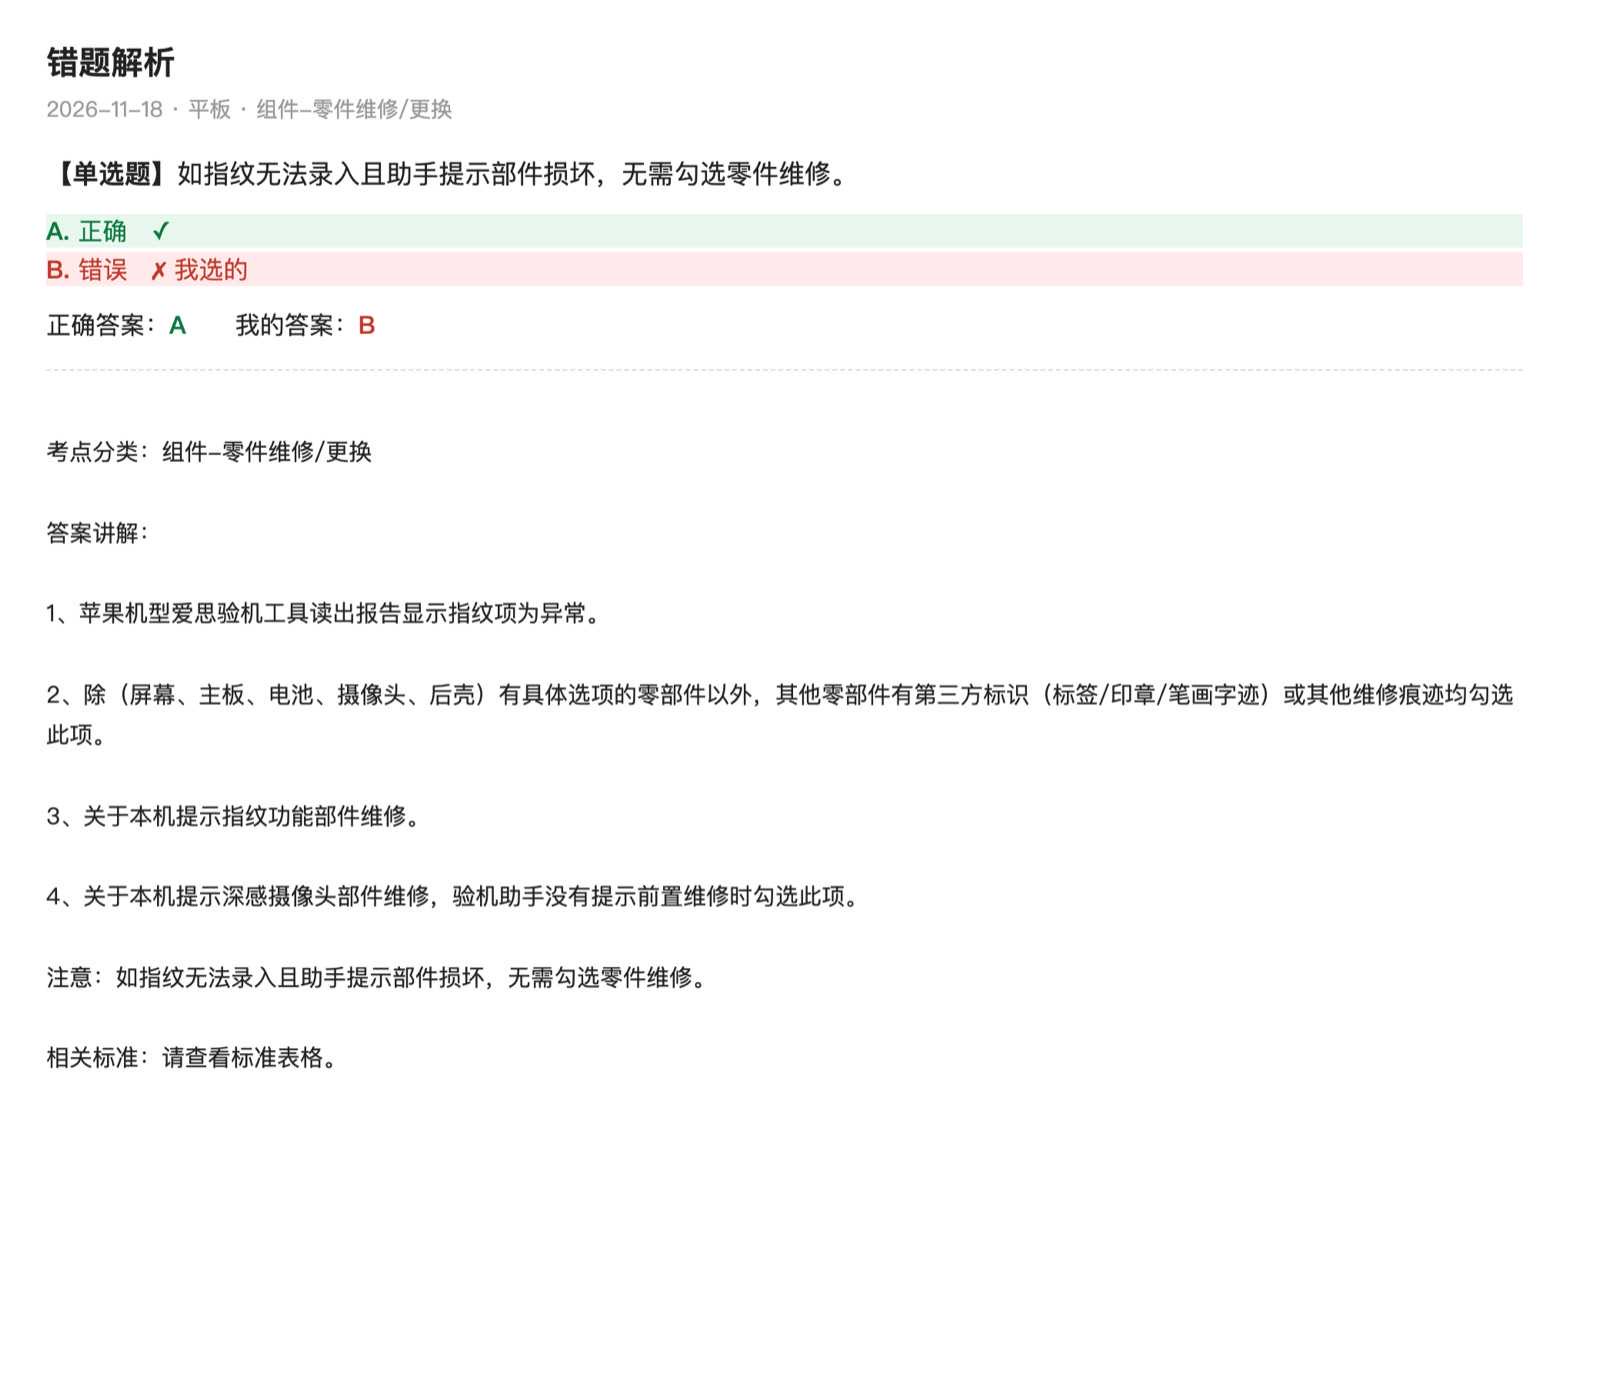 错题解析
2026-11-18 · 平板 · 组件-零件维修/更换
【单选题】如指纹无法录入且助手提示部件损坏，无需勾选零件维修。
A. 正确 ✓
B. 错误 ✗ 我选的
正确答案：A 我的答案：B
考点分类：组件-零件维修/更换
答案讲解：
1、苹果机型爱思验机工具读出报告显示指纹项为异常。
2、除（屏幕、主板、电池、摄像头、后壳）有具体选项的零部件以外，其他零部件有第三方标识（标签/印章/笔画字迹）或其他维修痕迹均勾选
此项。
3、关于本机提示指纹功能部件维修。
4、关于本机提示深感摄像头部件维修，验机助手没有提示前置维修时勾选此项。
注意：如指纹无法录入且助手提示部件损坏，无需勾选零件维修。
相关标准：请查看标准表格。